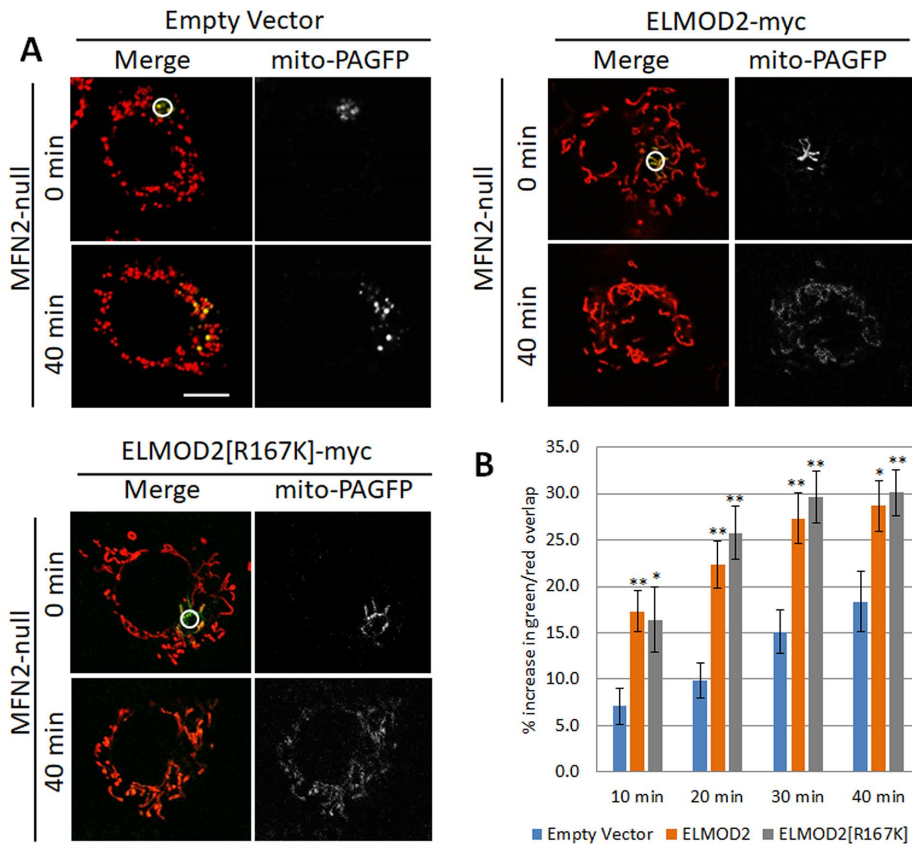 A
Empty Vector
Merge mito-PAGFP
MFN2-null
0 min
40 min
ELMOD2-myc
Merge mito-PAGFP
MFN2-null
0 min
40 min
ELMOD2[R167K]-myc
Merge mito-PAGFP
MFN2-null
0 min
40 min
B
% increase in green/red overlap
35.0
30.0
25.0
20.0
15.0
10.0
5.0
0.0
** *
** **
** **
* **
10 min 20 min 30 min 40 min
Empty Vector ELMOD2 ELMOD2[R167K]